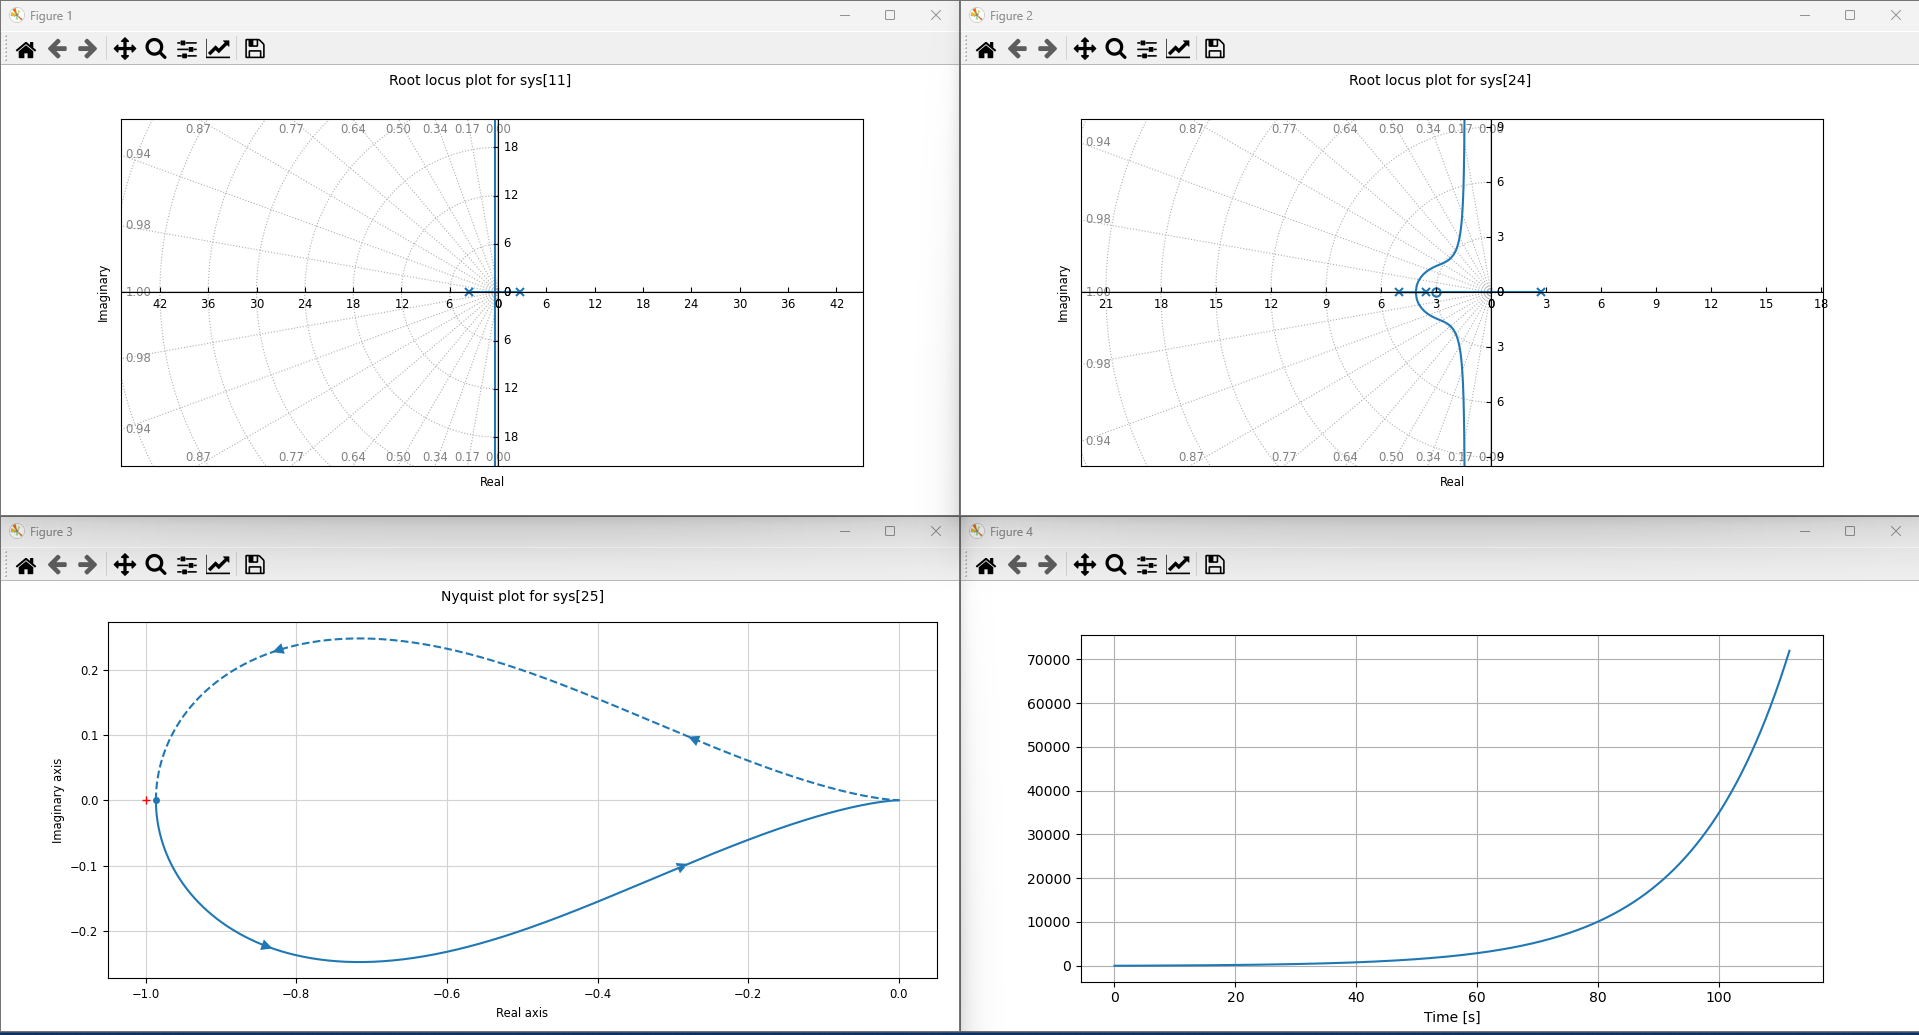 Figure 1
Root locus plot for sys[11]
0.87 0.77 0.64 0.50 0.34 0.17 0.00
0.94
18
12
0.98
6
1.00
0
42 36 30 24 18 12 6 0 6 12 18 24 30 36 42
6
0.98
12
0.94
18
0.87 0.77 0.64 0.50 0.34 0.17 0.00
Imaginary
Real
Figure 2
Root locus plot for sys[24]
0.87 0.77 0.64 0.50 0.34 0.17 0.00
9
0.94
6
0.98
3
1.00
0
21 18 15 12 9 6 3 0 3 6 9 12 15 18
3
0.98
6
0.94
0.87 0.77 0.64 0.50 0.34 0.17 0.00
9
Imaginary
Real
Figure 3
Nyquist plot for sys[25]
0.2
0.1
0.0
−0.1
−0.2
Imaginary axis
−1.0 −0.8 −0.6 −0.4 −0.2 0.0
Real axis
Figure 4
70000
60000
50000
40000
30000
20000
10000
0
0 20 40 60 80 100
Time [s]